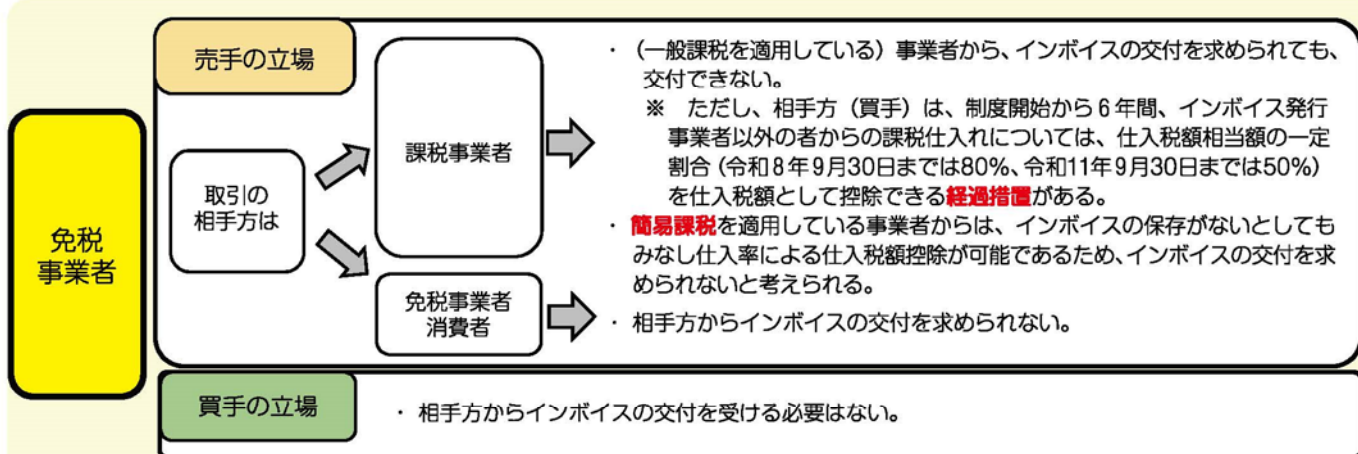 売手の立場
免税
事業者
取引の
相手方は
課税事業者
・（一般課税を適用している）事業者から、インボイスの交付を求められても、
交付できない。
※　ただし、相手方（買手）は、制度開始から6年間、インボイス発行
事業者以外の者からの課税仕入れについては、仕入税額相当額の一定
割合（令和8年9月30日までは80%、令和11年9月30日までは50%）
を仕入税額として控除できる経過措置がある。
・簡易課税を適用している事業者からは、インボイスの保存がないとしても
みなし仕入率による仕入税額控除が可能であるため、インボイスの交付を求
められないと考えられる。
免税事業者
消費者
・相手方からインボイスの交付を求められない。
買手の立場
・相手方からインボイスの交付を受ける必要はない。